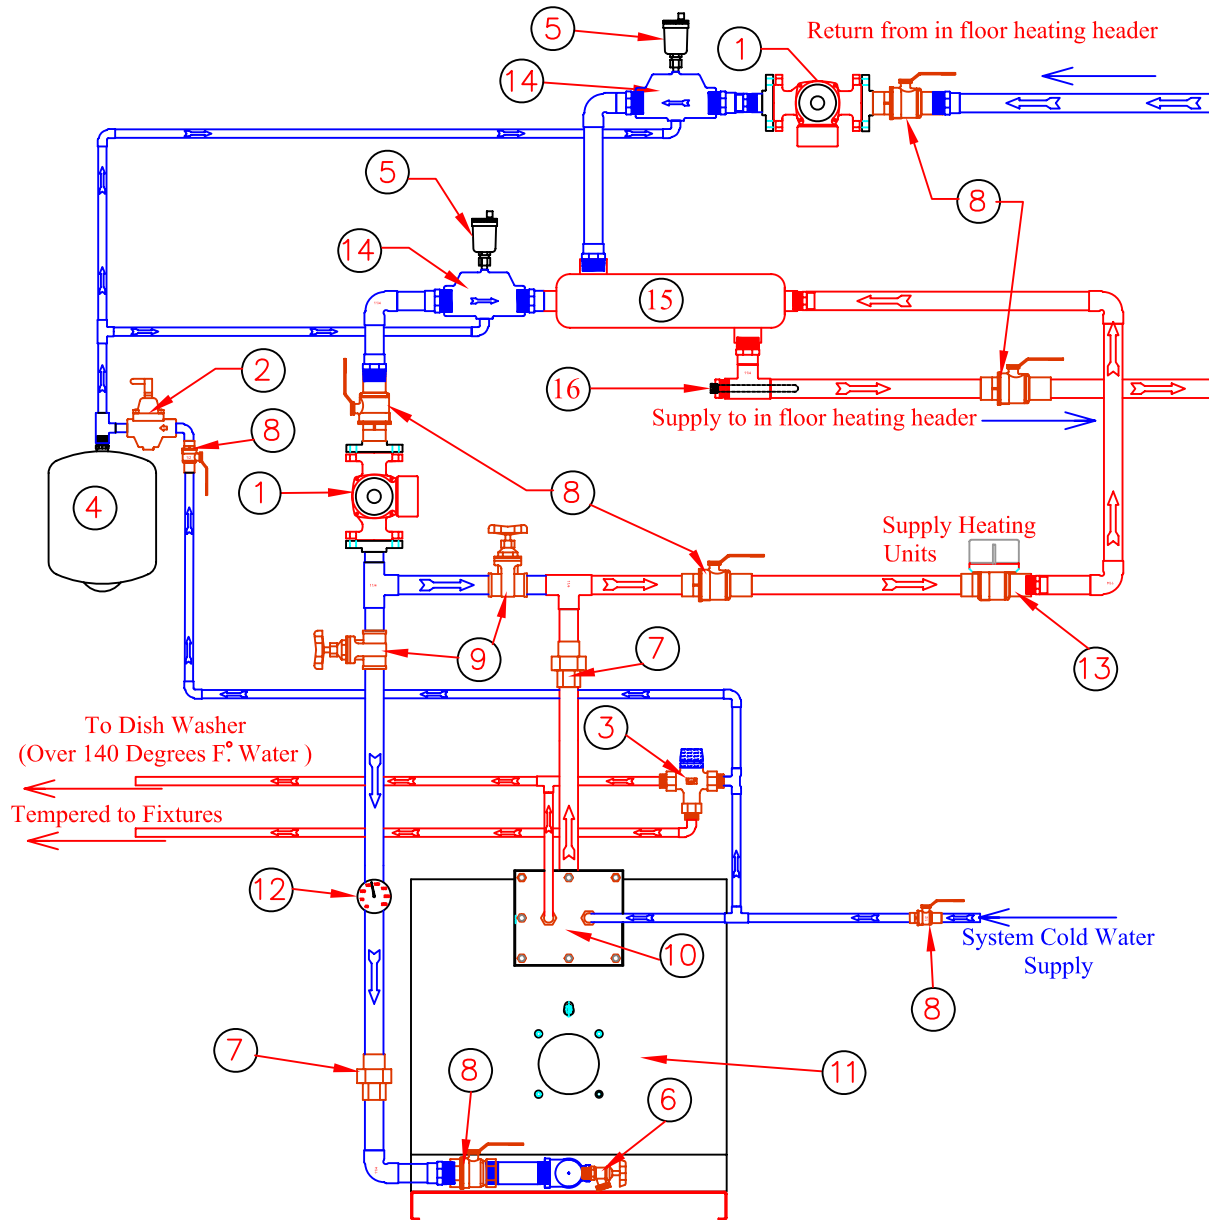 5
1
Return from in floor heating header
14
5
8
14
15
2
16
Supply to in floor heating header
8
4
1
8
Supply Heating
Units
9
7
13
3
To Dish Washer
(Over 140 Degrees F.° Water )
Tempered to Fixtures
12
10
System Cold Water
Supply
8
7
8
11
6